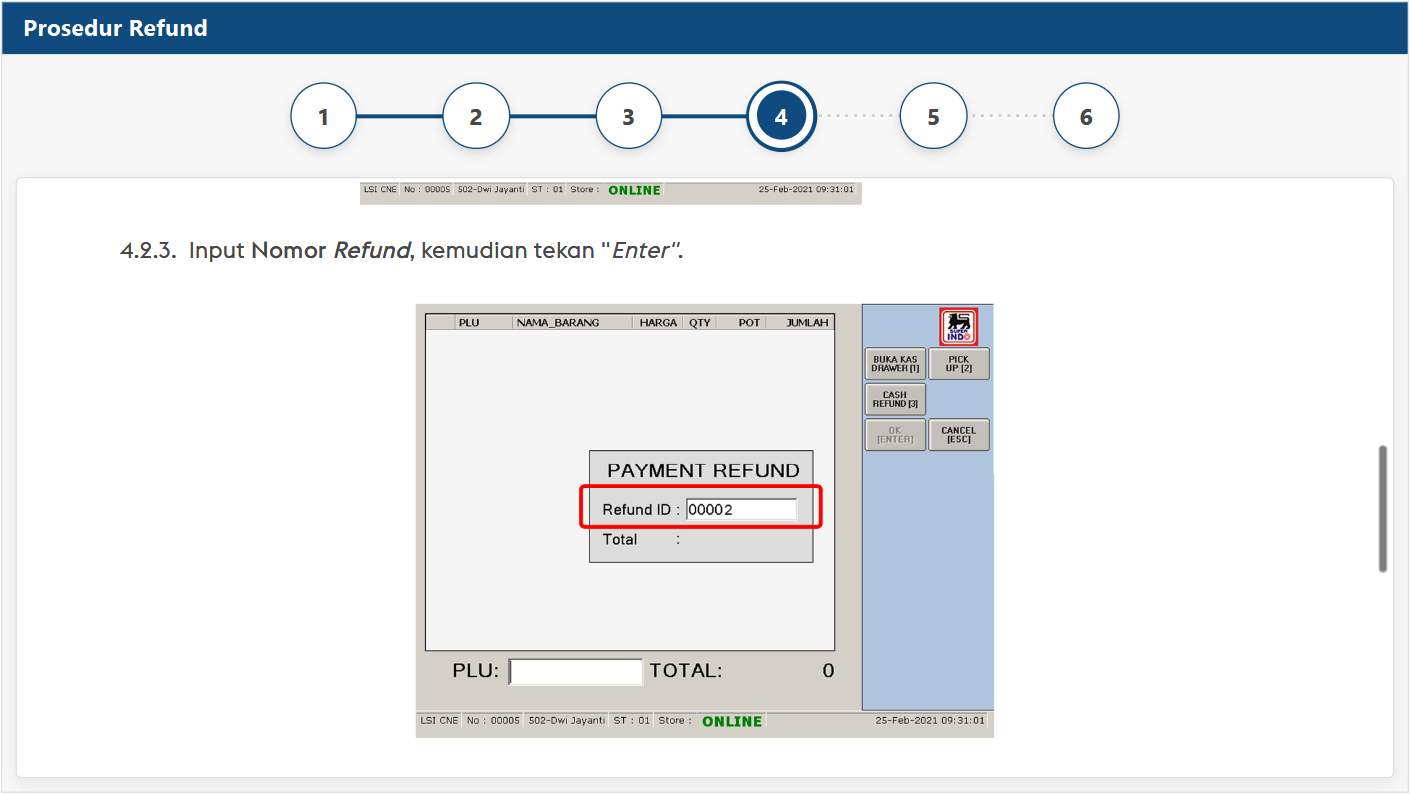 Prosedur Refund
1 2 3 4 5 6
LSI CNE No : 00005 502-Dwi Jayanti ST : 01 Store : ONLINE 25-Feb-2021 09:31:01
4.2.3. Input Nomor Refund, kemudian tekan "Enter".
PLU NAMA_BARANG HARGA QTY POT JUMLAH
SUPER
INDO
BUKA KAS
DRAWER [1]
PICK
UP [2]
CASH
REFUND [3]
OK
[ENTER]
CANCEL
[ESC]
PAYMENT REFUND
Refund ID : 00002
Total :
PLU: TOTAL: 0
LSI CNE No : 00005 502-Dwi Jayanti ST : 01 Store : ONLINE 25-Feb-2021 09:31:01